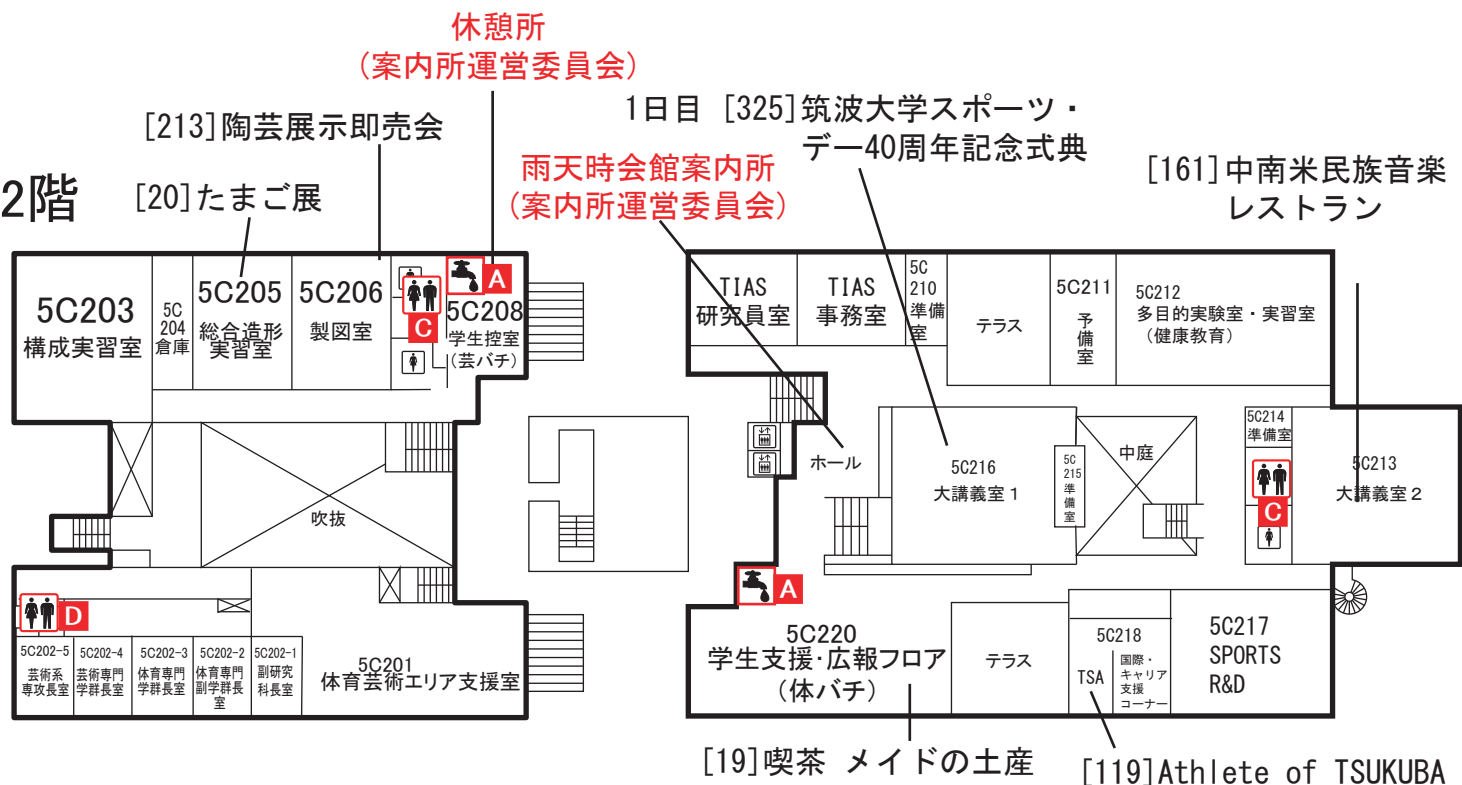 休憩所
(案内所運営委員会)
[213]陶芸展示即売会
1日目 [325]筑波大学スポーツ・
デー40周年記念式典
雨天時会館案内所
(案内所運営委員会)
[161]中南米民族音楽
レストラン
2階
[20]たまご展
5C203
構成実習室
5C
204
倉庫
5C205
総合造形
実習室
5C206
製図室
C
A
5C208
学生控室
(芸バチ)
TIAS
研究員室
TIAS
事務室
5C
210
準備
室
テラス
5C211
予
備
室
5C212
多目的実験室・実習室
(健康教育)
吹抜
ホール
5C216
大講義室1
5C
215
準
備
室
中庭
5C214
準備室
C
5C213
大講義室2
D
5C202-5
芸術系
専攻長室
5C202-4
芸術専門
学群長室
5C202-3
体育専門
学群長室
5C202-2
体育専門
副学群長
室
5C202-1
副研究
科長室
5C201
体育芸術エリア支援室
A
5C220
学生支援・広報フロア
(体バチ)
テラス
5C218
TSA
国際・
キャリア
支援
コーナー
5C217
SPORTS
R&D
[19]喫茶 メイドの土産
[119]Athlete of TSUKUBA